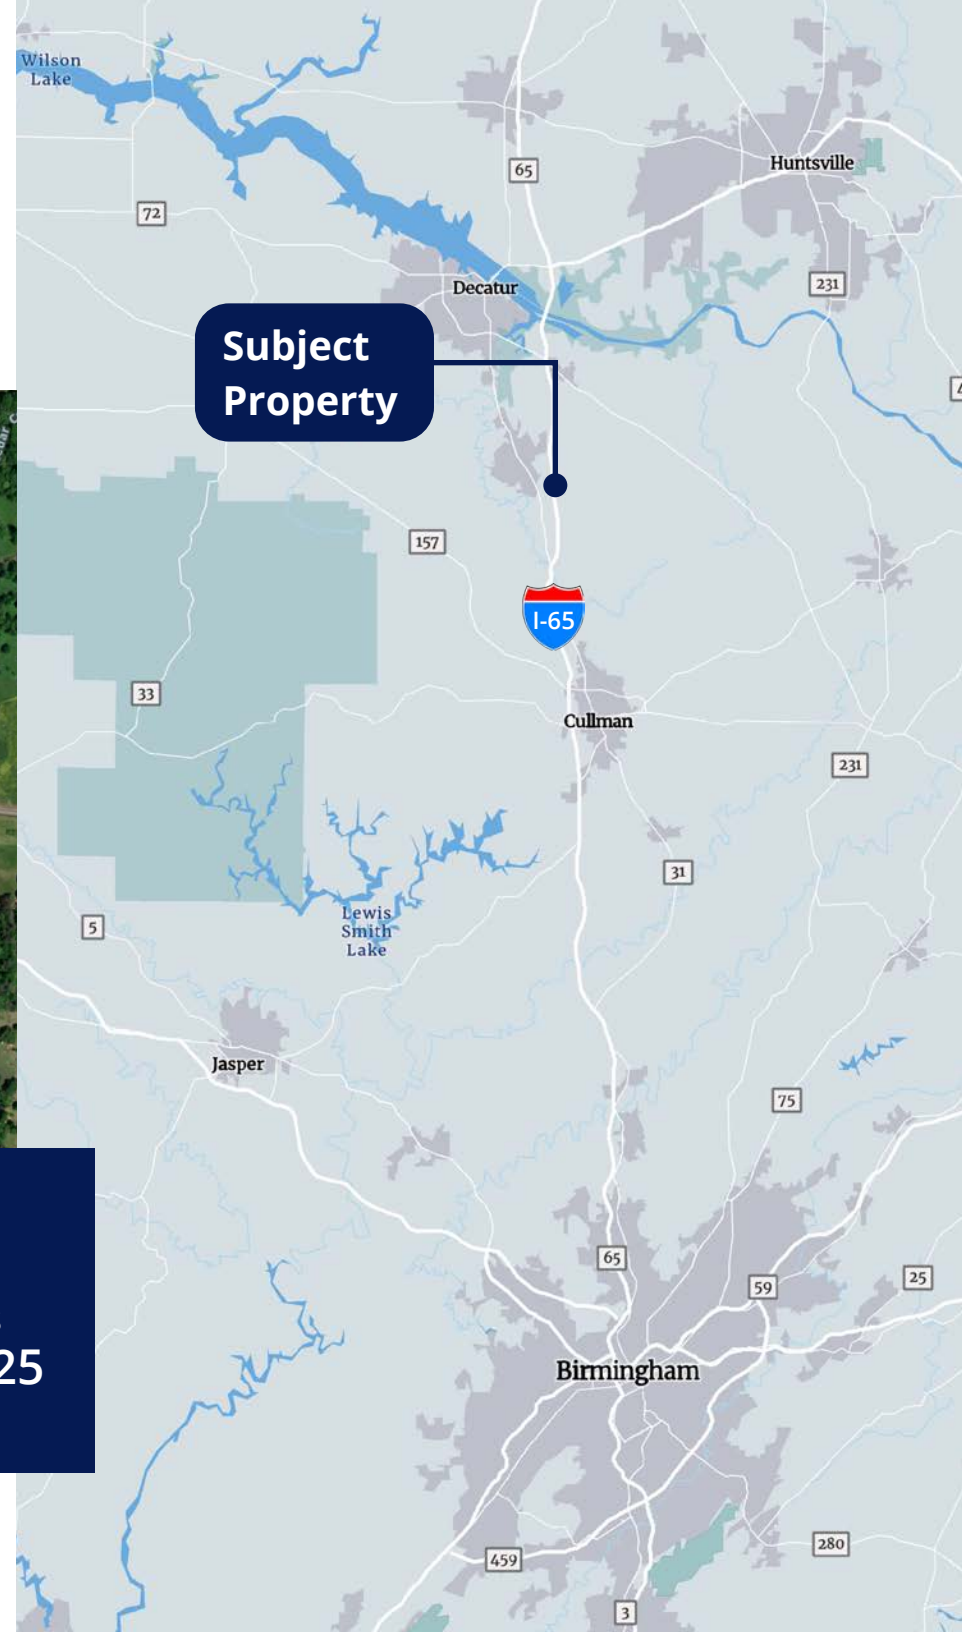 Wilson
Lake
65
Huntsville
72
Decatur
231
Subject
Property
157
I-65
33
Cullman
231
31
5
Lewis
Smith
Lake
Jasper
75
65
59
25
25
Birmingham
459
280
3